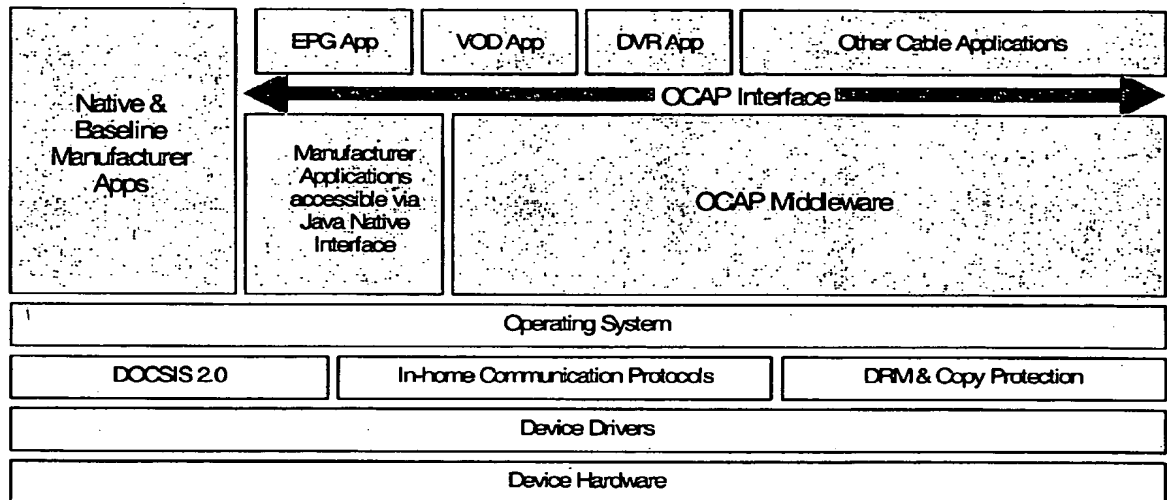 EPG App
VOD App
DVR App
Other Cable Applications
OCAP Interface
Native &
Baseline
Manufacturer
Apps
Manufacturer
Applications
accessible via
Java Native
Interface
OCAP Middleware
Operating System
DOCSIS 2.0
In-home Communication Protocols
DRM & Copy Protection
Device Drivers
Device Hardware